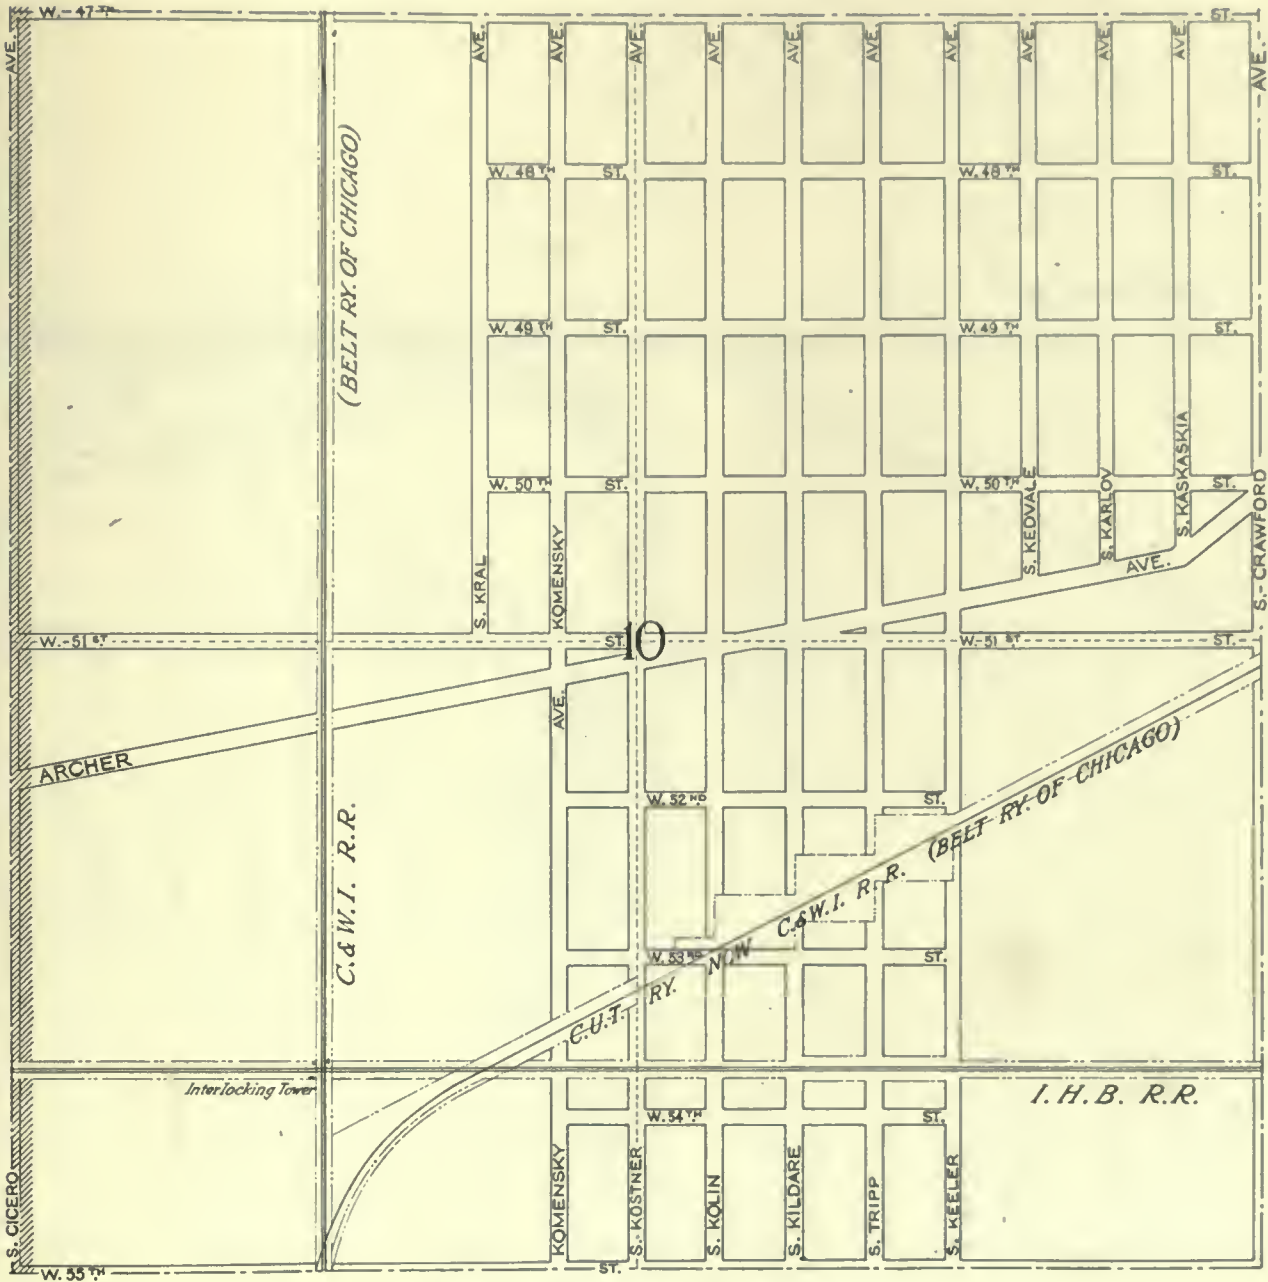 W.-47TH ST.
AVE. AVE. AVE. AVE. AVE. AVE. AVE. AVE. AVE. AVE. AVE. AVE.
(BELT RY. OF CHICAGO)
W. 48TH ST. W. 48TH ST.
W. 49TH ST. W. 49TH ST.
W. 50TH ST. W. 50TH ST.
S. KRAL
KOMENSKY
S. KEDVALE
S. KARLOV
S. KASKASKIA
S.-CRAWFORD
AVE.
W.-51ST ST. 10 W.-51ST ST.
AVE.
ARCHER
W. 52ND ST.
C. & W. I. R.R.
C.U.T. RY. NOW C.& W. I. R. R. (BELT RY. OF CHICAGO)
W. 53RD ST.
Interlocking Tower
I. H. B. R.R.
W. 54TH ST.
S. CICERO
KOMENSKY
S.-KOSTNER
S. KOLIN
S. KILDARE
S. TRIPP
S. KEELER
W. 55TH ST.